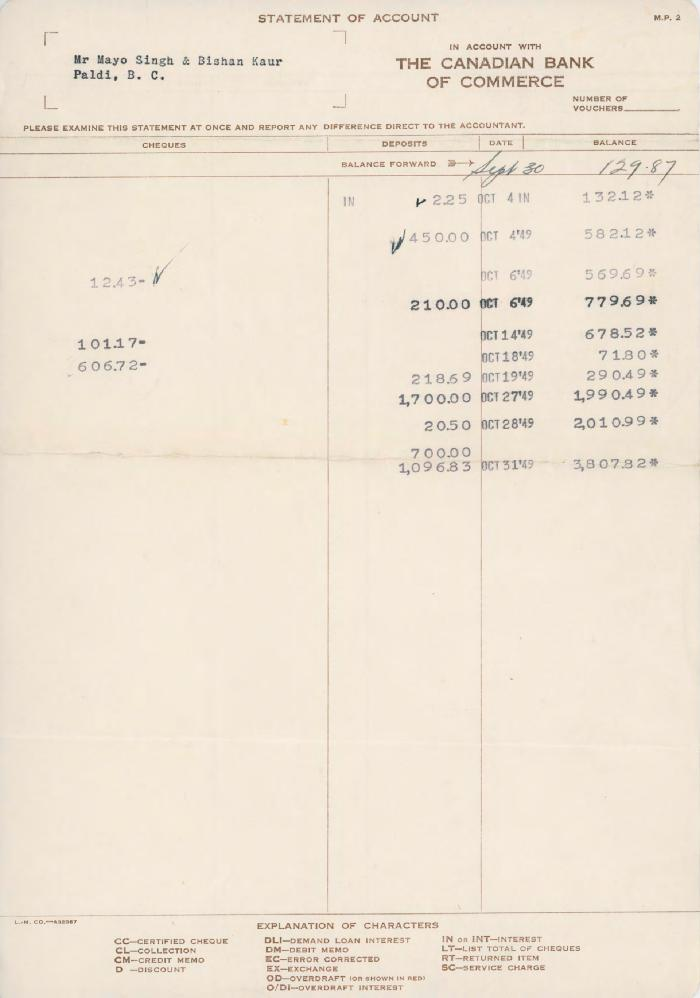 STATEMENT OF ACCOUNT
M.P. 2
Mr Mayo Singh & Bishan Kaur
Paldi, B. C.
IN ACCOUNT WITH
THE CANADIAN BANK
OF COMMERCE
NUMBER OF
VOUCHERS
PLEASE EXAMINE THIS STATEMENT AT ONCE AND REPORT ANY DIFFERENCE DIRECT TO THE ACCOUNTANT.
CHEQUES DEPOSITS DATE BALANCE
BALANCE FORWARD Sept 30 129.87
IN 2.25 OCT 4 IN 132.12*
450.00 OCT 4'49 582.12*
12.43- OCT 6'49 569.69*
210.00 OCT 6'49 779.69*
101.17- OCT 14'49 678.52*
606.72- OCT 18'49 71.80*
218.69 OCT 19'49 290.49*
1,700.00 OCT 27'49 1,990.49*
20.50 OCT 28'49 2,010.99*
700.00
1,096.83 OCT 31'49 3,807.82*
EXPLANATION OF CHARACTERS
CC—CERTIFIED CHEQUE
CL—COLLECTION
CM—CREDIT MEMO
D —DISCOUNT
DLI—DEMAND LOAN INTEREST
DM—DEBIT MEMO
EC—ERROR CORRECTED
EX—EXCHANGE
OD—OVERDRAFT (OR SHOWN IN RED)
O/DI—OVERDRAFT INTEREST
IN OR INT—INTEREST
LT—LIST TOTAL OF CHEQUES
RT—RETURNED ITEM
SC—SERVICE CHARGE